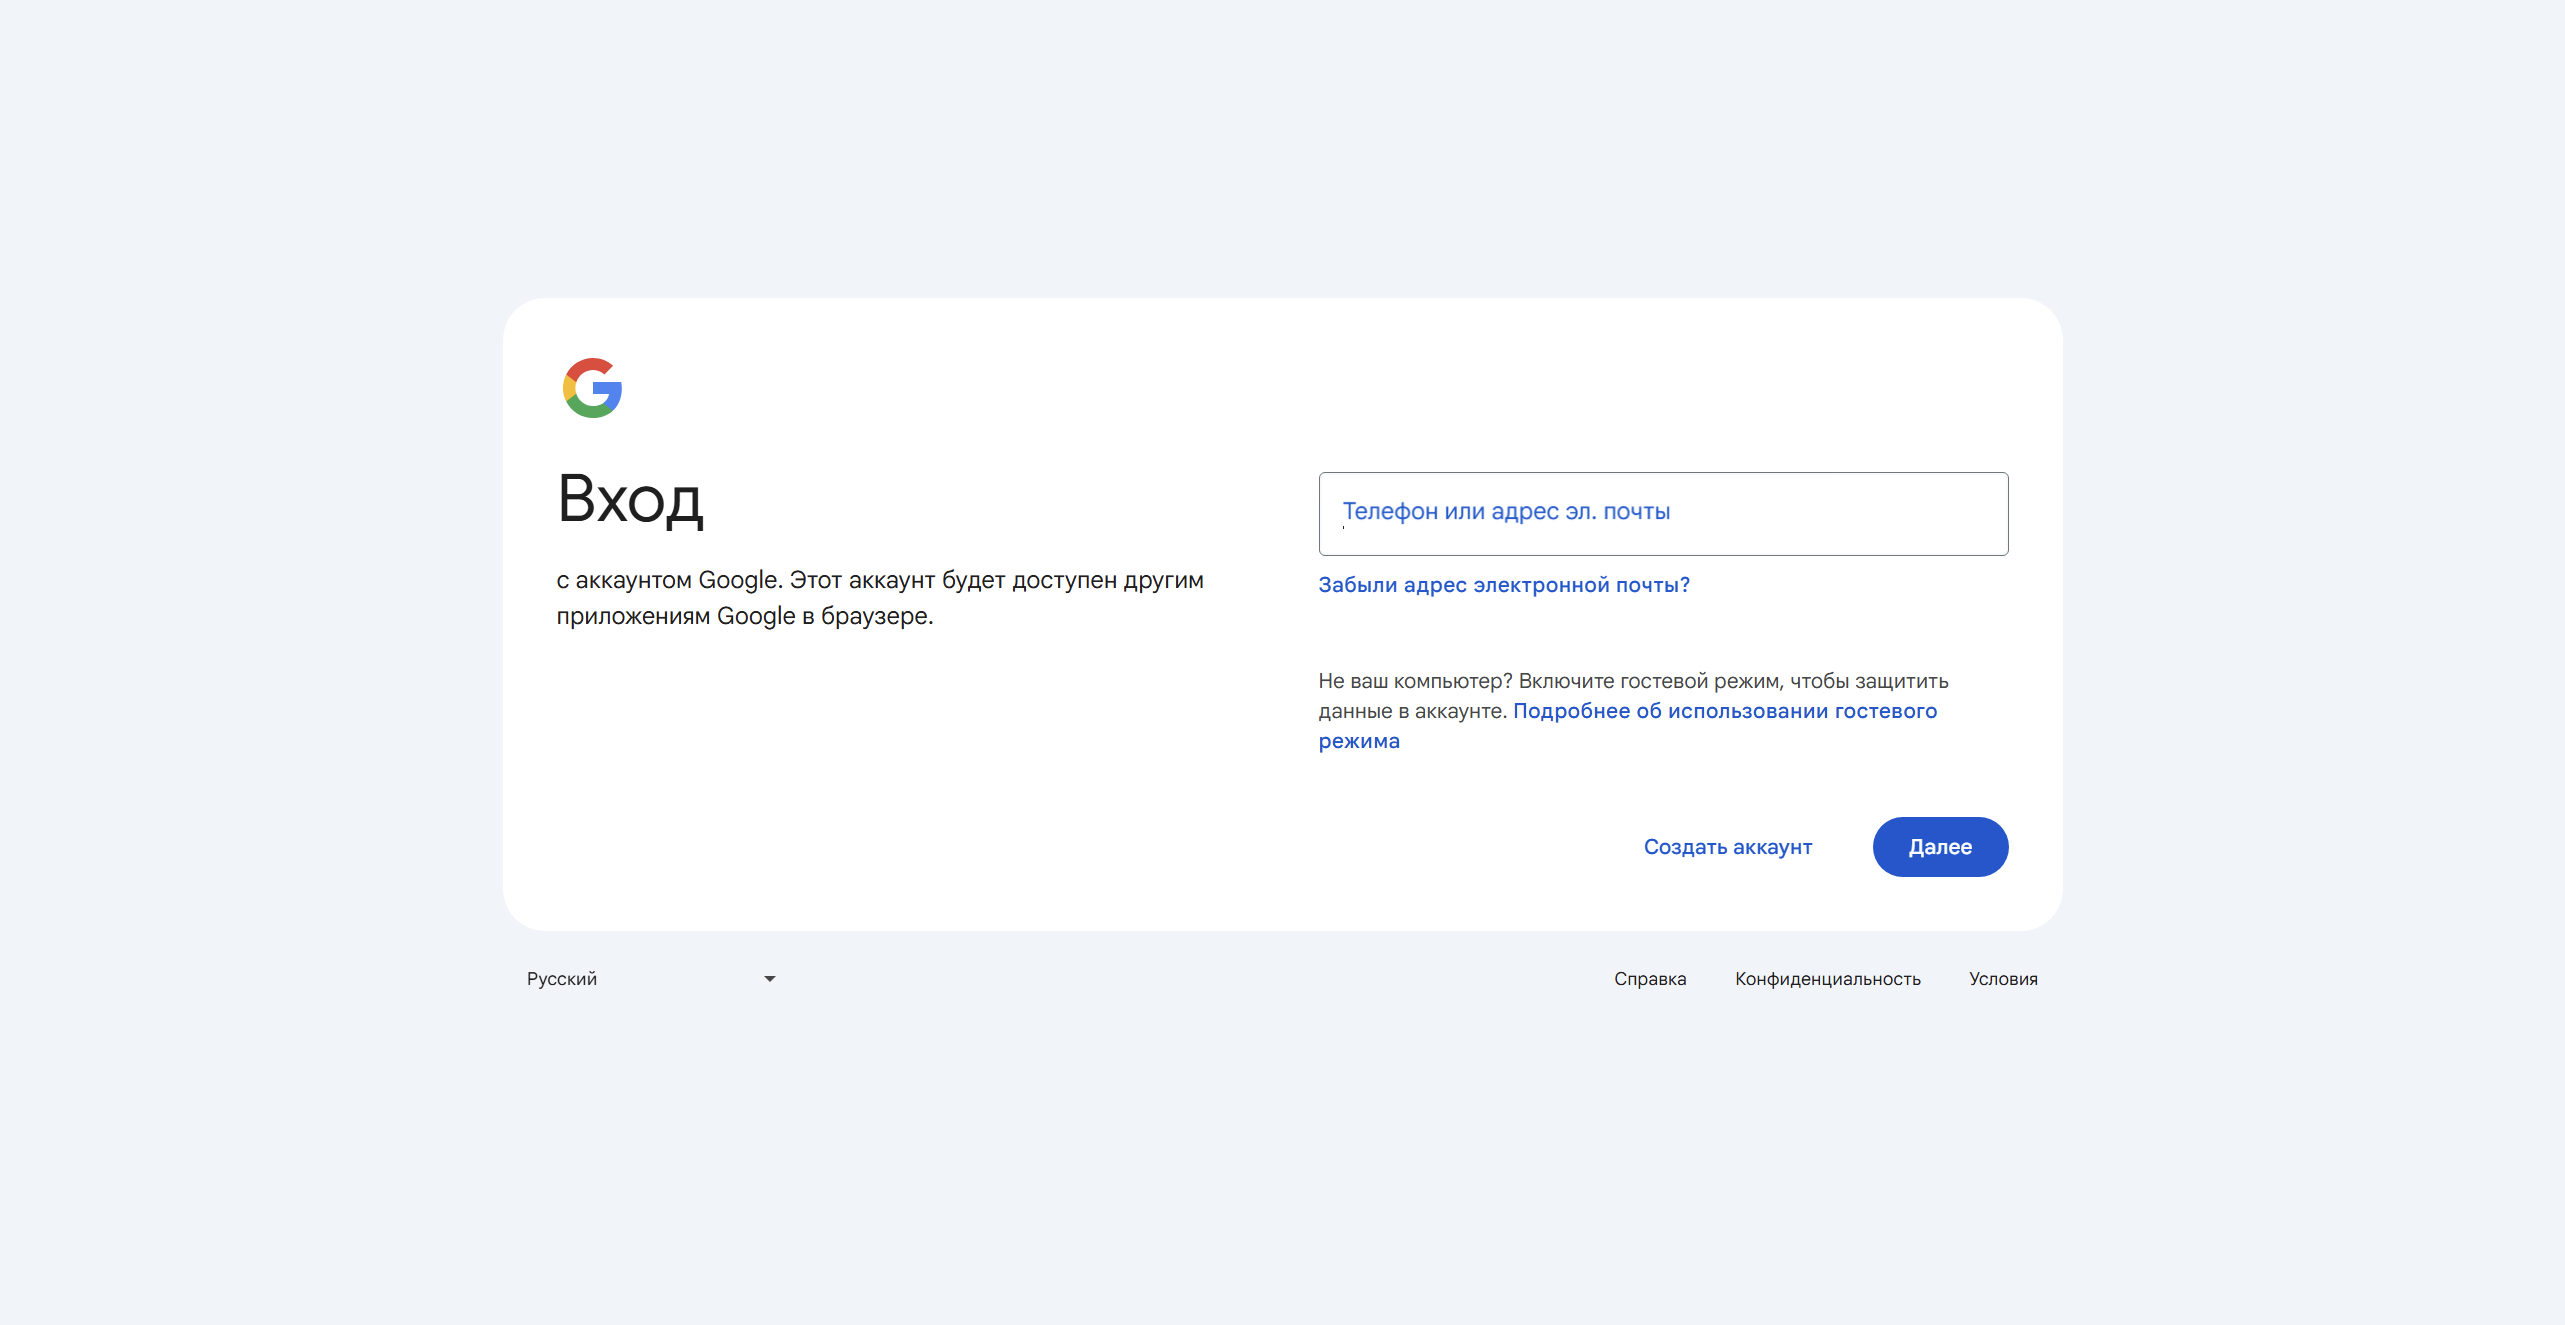 Вход
с аккаунтом Google. Этот аккаунт будет доступен другим
приложениям Google в браузере.
Телефон или адрес эл. почты
Забыли адрес электронной почты?
Не ваш компьютер? Включите гостевой режим, чтобы защитить
данные в аккаунте. Подробнее об использовании гостевого
режима
Создать аккаунт
Далее
Русский
Справка
Конфиденциальность
Условия